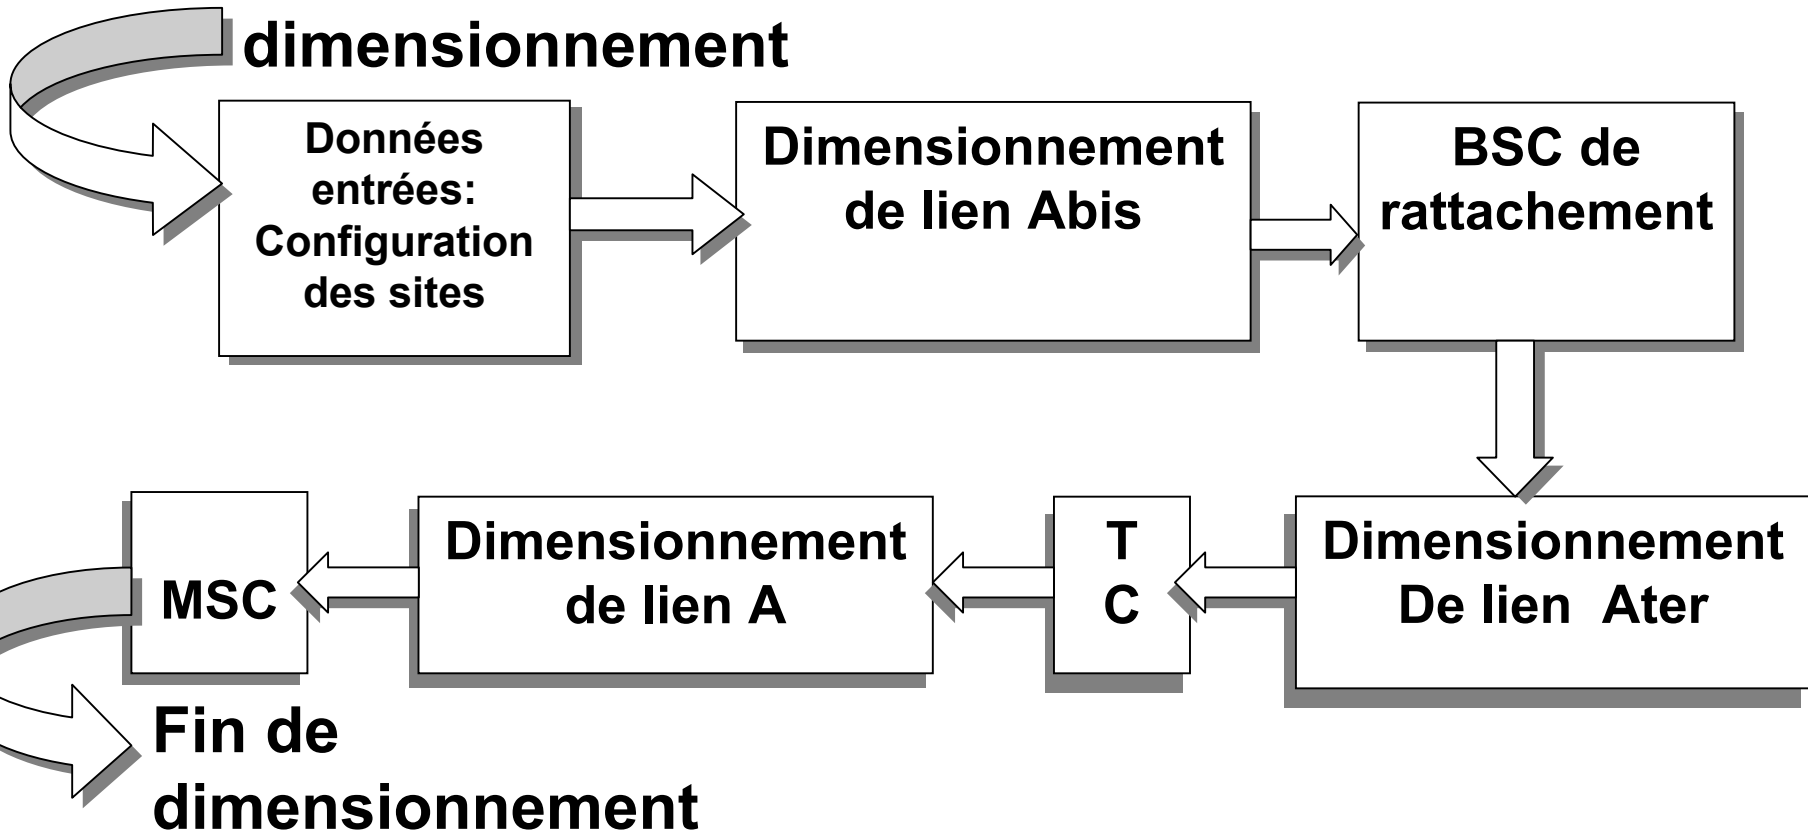 dimensionnement
Données
entrées:
Configuration
des sites
Dimensionnement
de lien Abis
BSC de
rattachement
Dimensionnement
De lien  Ater
T
C
Dimensionnement
de lien A
MSC
Fin de
dimensionnement